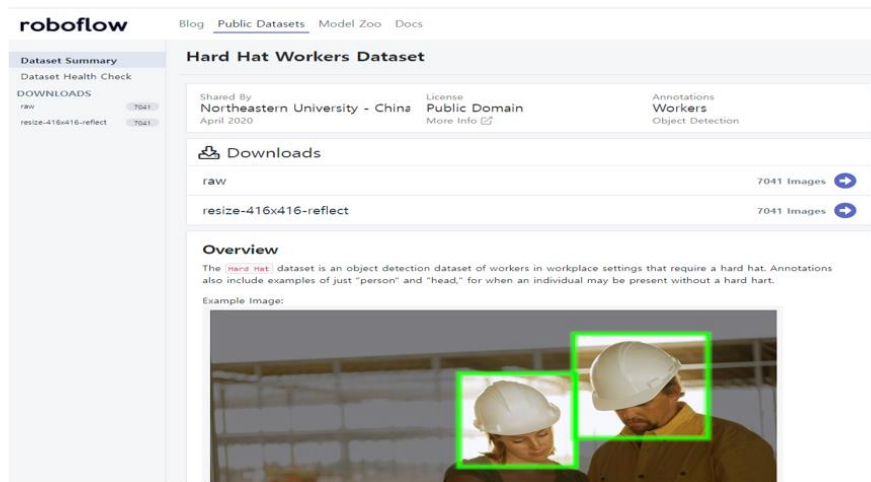 roboflow
Blog Public Datasets Model Zoo Docs
Dataset Summary
Dataset Health Check
DOWNLOADS
raw 7041
resize-416x416-reflect 7041
Hard Hat Workers Dataset
Shared By
Northeastern University - China
April 2020
License
Public Domain
More Info
Annotations
Workers
Object Detection
Downloads
raw 7041 Images
resize-416x416-reflect 7041 Images
Overview
The Hard Hat dataset is an object detection dataset of workers in workplace settings that require a hard hat. Annotations
also include examples of just "person" and "head," for when an individual may be present without a hard hart.
Example Image: